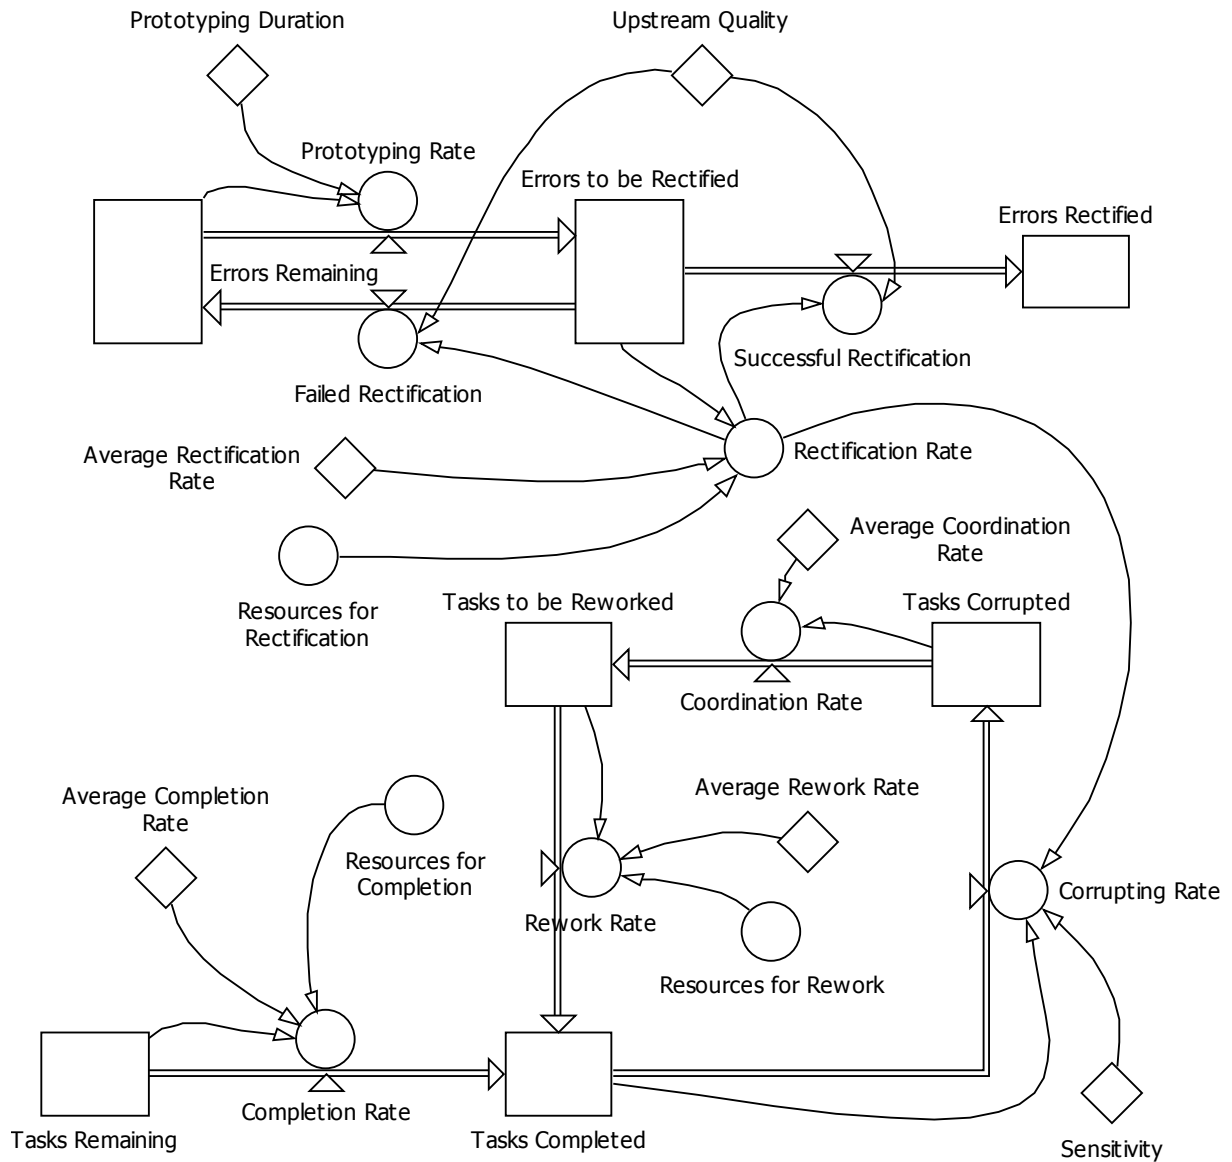 Prototyping Duration
Upstream Quality
Prototyping Rate
Errors to be Rectified
Errors Rectified
Errors Remaining
Successful Rectification
Failed Rectification
Average Rectification
Rate
Rectification Rate
Average Coordination
Rate
Resources for
Rectification
Tasks to be Reworked
Tasks Corrupted
Coordination Rate
Average Completion
Rate
Average Rework Rate
Resources for
Completion
Corrupting Rate
Rework Rate
Resources for Rework
Completion Rate
Tasks Remaining
Tasks Completed
Sensitivity